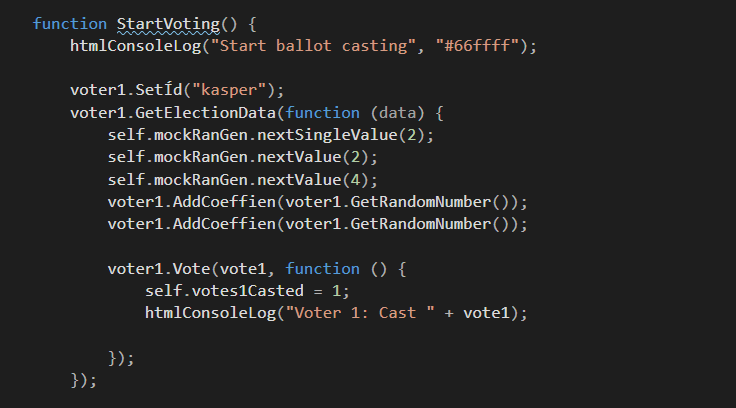 function StartVoting() {
    htmlConsoleLog("Start ballot casting", "#66ffff");

    voter1.SetÍd("kasper");
    voter1.GetElectionData(function (data) {
        self.mockRanGen.nextSingleValue(2);
        self.mockRanGen.nextValue(2);
        self.mockRanGen.nextValue(4);
        voter1.AddCoeffien(voter1.GetRandomNumber());
        voter1.AddCoeffien(voter1.GetRandomNumber());

        voter1.Vote(vote1, function () {
            self.votes1Casted = 1;
            htmlConsoleLog("Voter 1: Cast " + vote1);

        });
    });